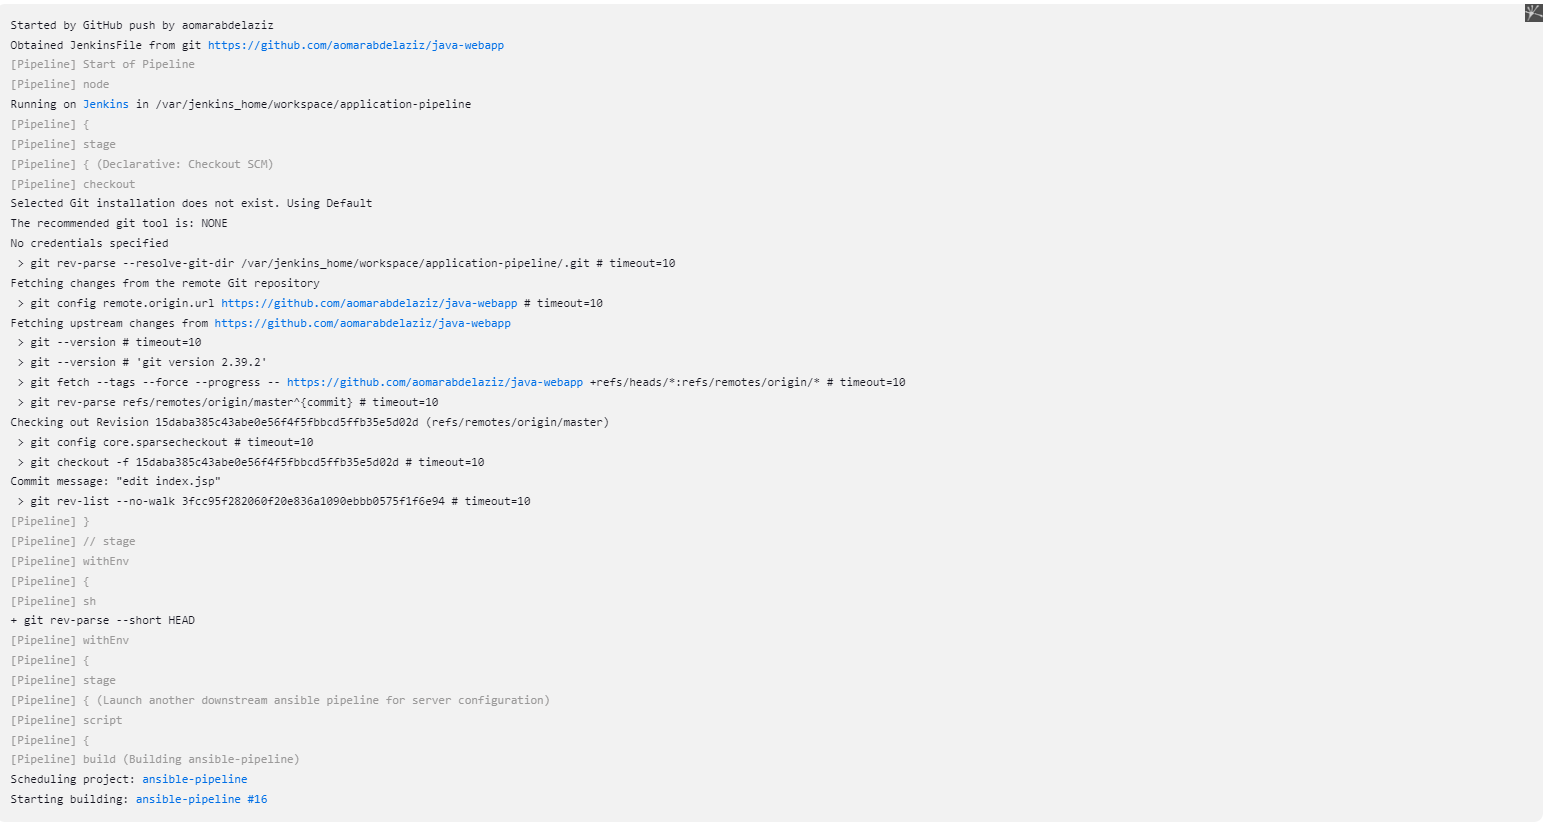 Started by GitHub push by aomarabdelaziz
Obtained JenkinsFile from git https://github.com/aomarabdelaziz/java-webapp
[Pipeline] Start of Pipeline
[Pipeline] node
Running on Jenkins in /var/jenkins_home/workspace/application-pipeline
[Pipeline] {
[Pipeline] stage
[Pipeline] { (Declarative: Checkout SCM)
[Pipeline] checkout
Selected Git installation does not exist. Using Default
The recommended git tool is: NONE
No credentials specified
 > git rev-parse --resolve-git-dir /var/jenkins_home/workspace/application-pipeline/.git # timeout=10
Fetching changes from the remote Git repository
 > git config remote.origin.url https://github.com/aomarabdelaziz/java-webapp # timeout=10
Fetching upstream changes from https://github.com/aomarabdelaziz/java-webapp
 > git --version # timeout=10
 > git --version # 'git version 2.39.2'
 > git fetch --tags --force --progress -- https://github.com/aomarabdelaziz/java-webapp +refs/heads/*:refs/remotes/origin/* # timeout=10
 > git rev-parse refs/remotes/origin/master^{commit} # timeout=10
Checking out Revision 15daba385c43abe0e56f4f5fbbcd5ffb35e5d02d (refs/remotes/origin/master)
 > git config core.sparsecheckout # timeout=10
 > git checkout -f 15daba385c43abe0e56f4f5fbbcd5ffb35e5d02d # timeout=10
Commit message: "edit index.jsp"
 > git rev-list --no-walk 3fcc95f282060f20e836a1090ebbb0575f1f6e94 # timeout=10
[Pipeline] }
[Pipeline] // stage
[Pipeline] withEnv
[Pipeline] {
[Pipeline] sh
+ git rev-parse --short HEAD
[Pipeline] withEnv
[Pipeline] {
[Pipeline] stage
[Pipeline] { (Launch another downstream ansible pipeline for server configuration)
[Pipeline] script
[Pipeline] {
[Pipeline] build (Building ansible-pipeline)
Scheduling project: ansible-pipeline
Starting building: ansible-pipeline #16